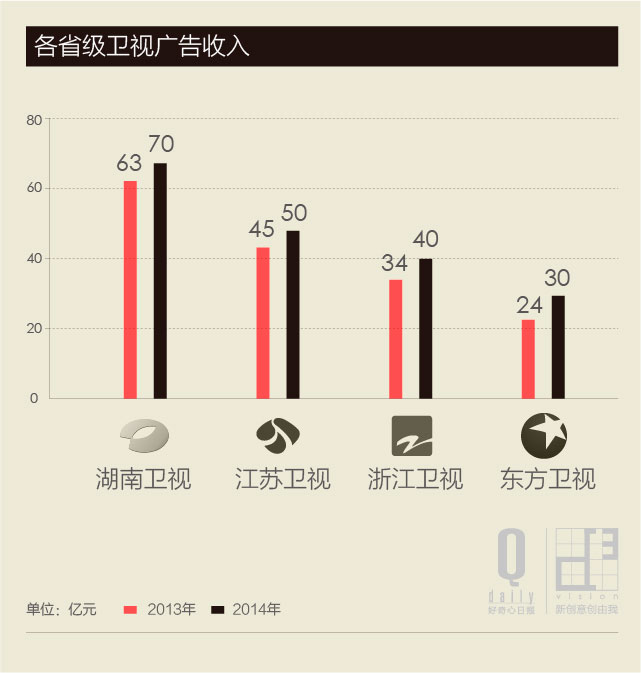 各省级卫视广告收入
80
60
40
20
0
63
70
45
50
34
40
24
30
湖南卫视
江苏卫视
浙江卫视
东方卫视
单位：亿元
2013年
2014年
Q
daily
好奇心日报
vision
新创意创由我